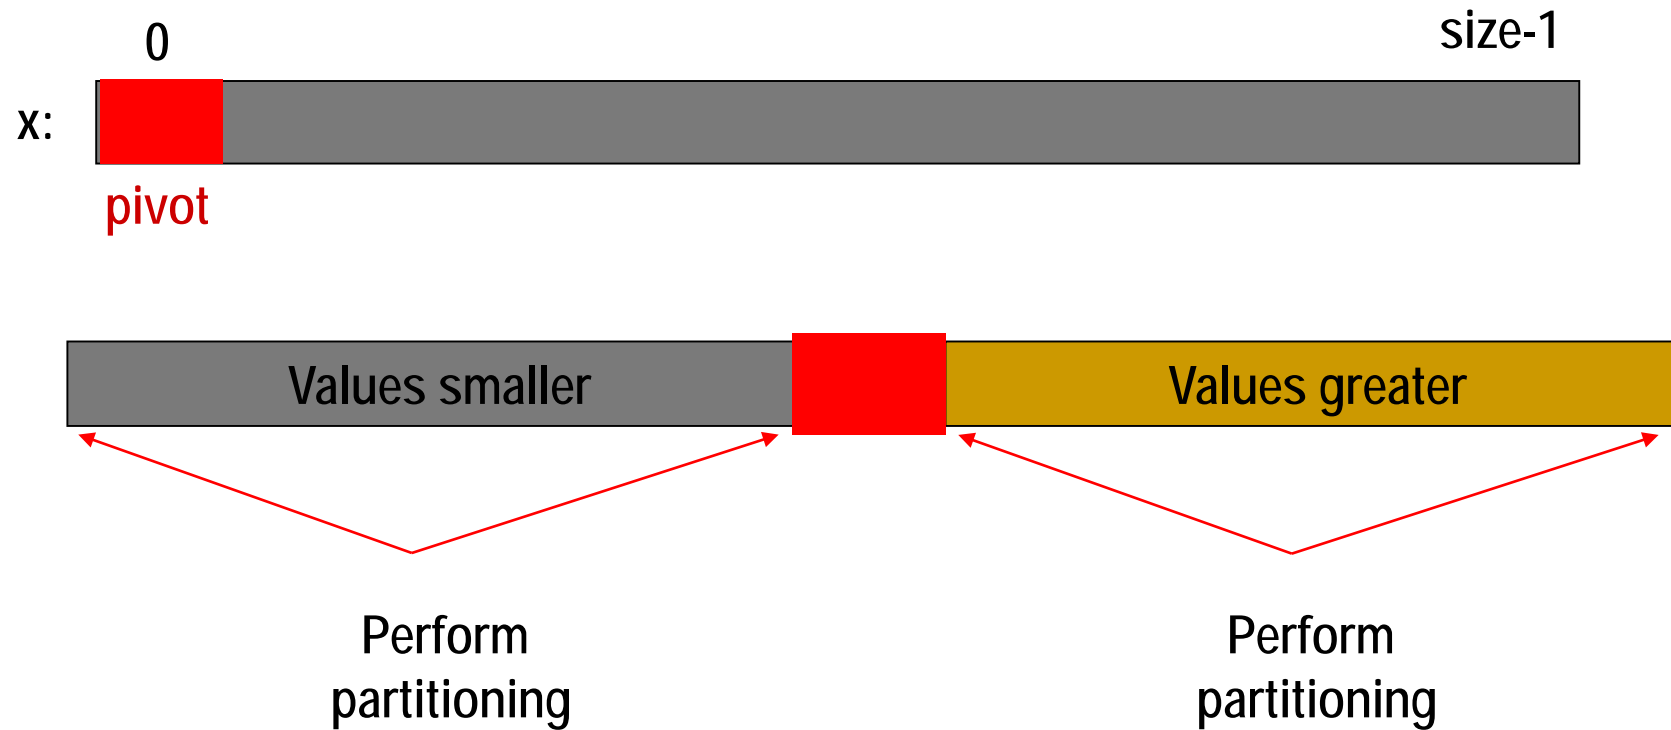 0
size-1
x:
pivot
Values smaller
Values greater
Perform
partitioning
Perform
partitioning